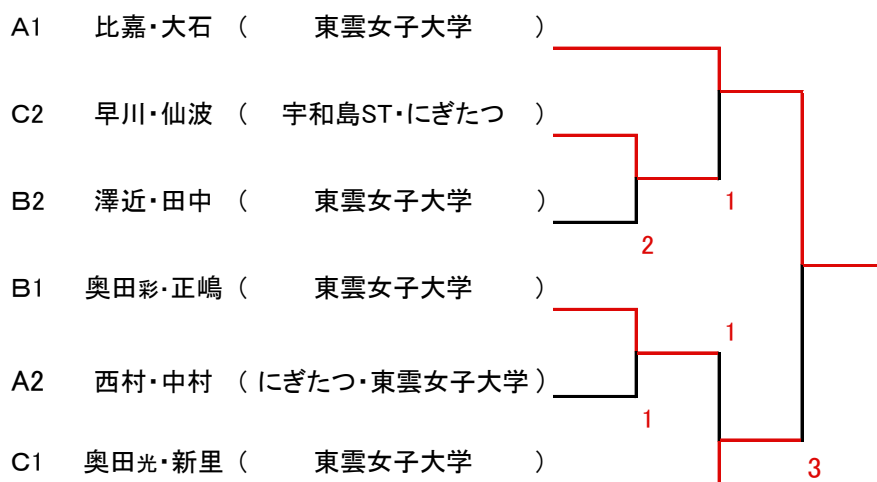 A1 比嘉・大石 ( 東雲女子大学 )
C2 早川・仙波 ( 宇和島ST・にぎたつ )
B2 澤近・田中 ( 東雲女子大学 )
1
2
B1 奥田彩・正嶋 ( 東雲女子大学 )
1
A2 西村・中村 ( にぎたつ・東雲女子大学 )
1
C1 奥田光・新里 ( 東雲女子大学 )
3